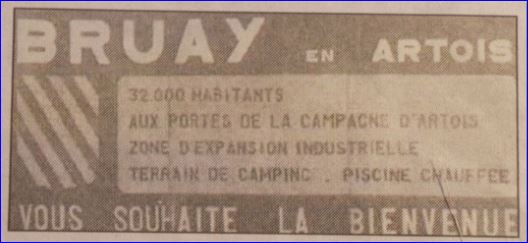 BRUAY EN ARTOIS
32.000 HABITANTS
AUX PORTES DE LA CAMPAGNE D'ARTOIS
ZONE D'EXPANSION INDUSTRIELLE
TERRAIN DE CAMPING . PISCINE CHAUFFEE
VOUS SOUHAITE LA BIENVENUE